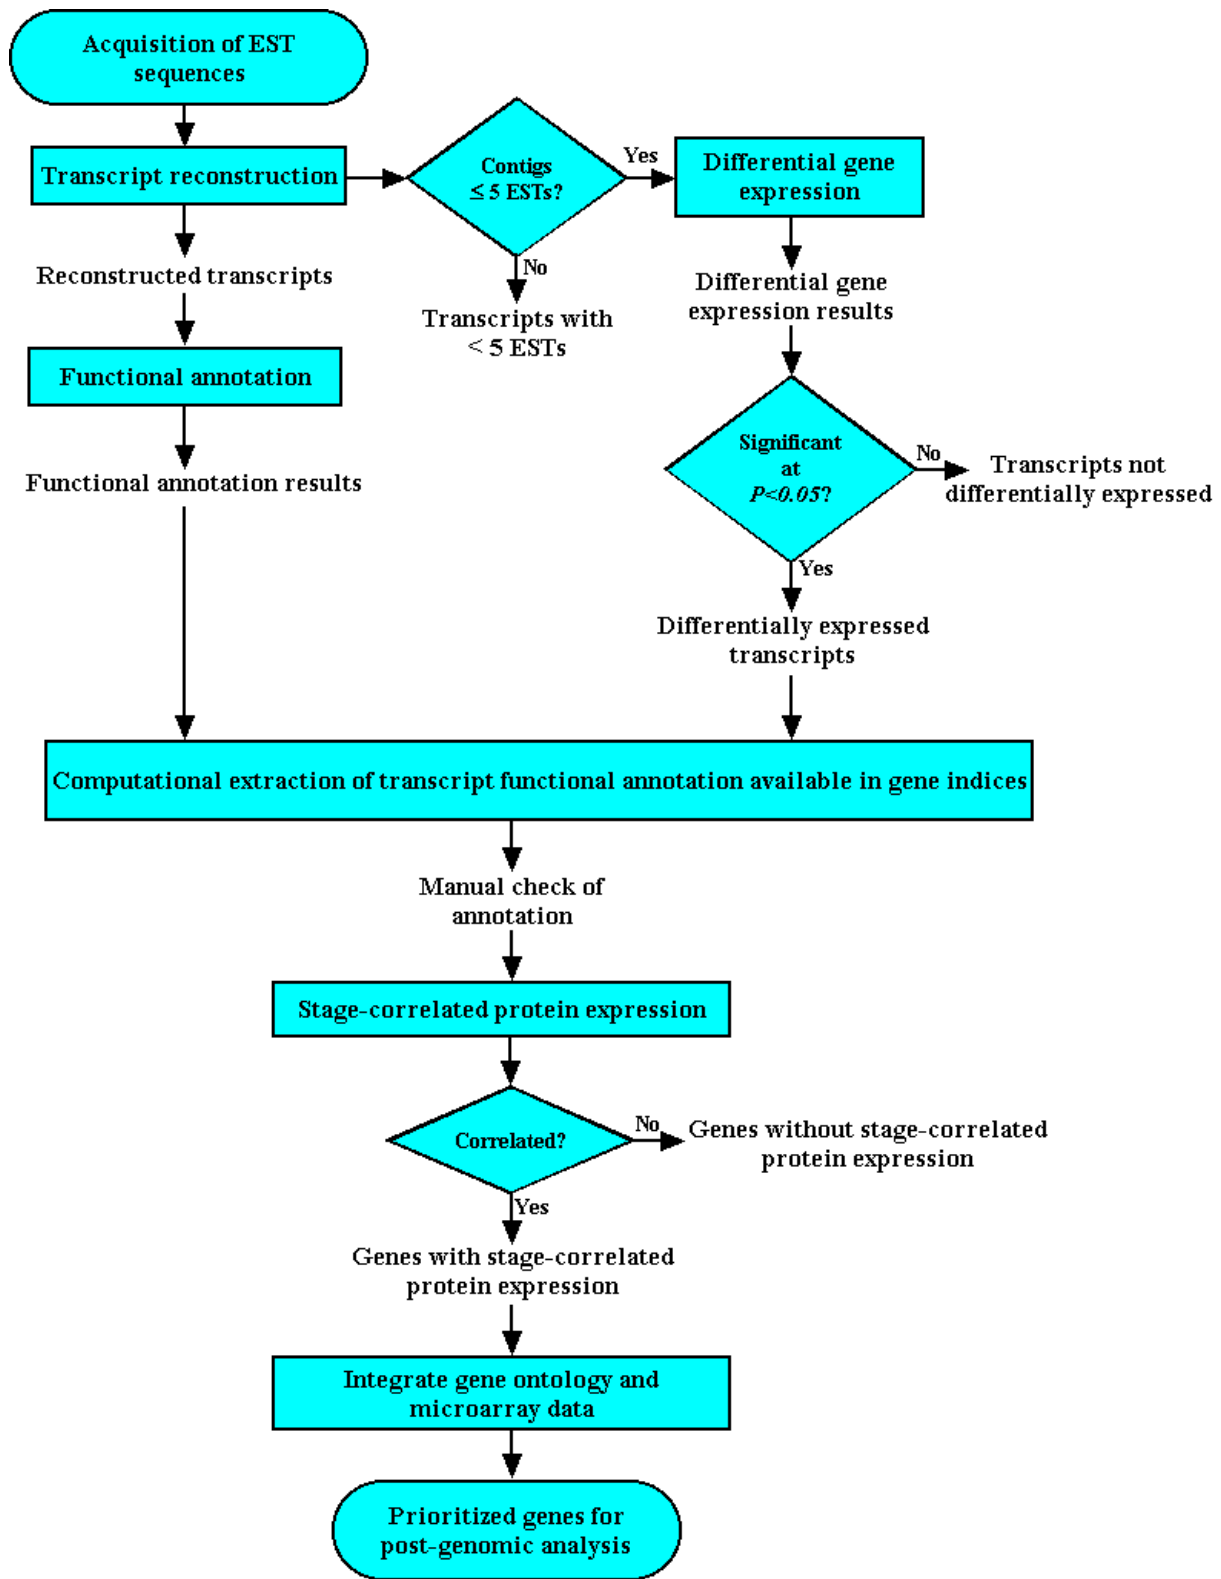 Acquisition of EST
sequences
Transcript reconstruction
Contigs
≤ 5 ESTs?
Yes
Differential gene
expression
No
Reconstructed transcripts
Transcripts with
< 5 ESTs
Differential gene
expression results
Functional annotation
Functional annotation results
Significant
at
P<0.05?
No
Transcripts not
differentially expressed
Yes
Differentially expressed
transcripts
Computational extraction of transcript functional annotation available in gene indices
Manual check of
annotation
Stage-correlated protein expression
Correlated?
No
Genes without stage-correlated
protein expression
Yes
Genes with stage-correlated
protein expression
Integrate gene ontology and
microarray data
Prioritized genes for
post-genomic analysis